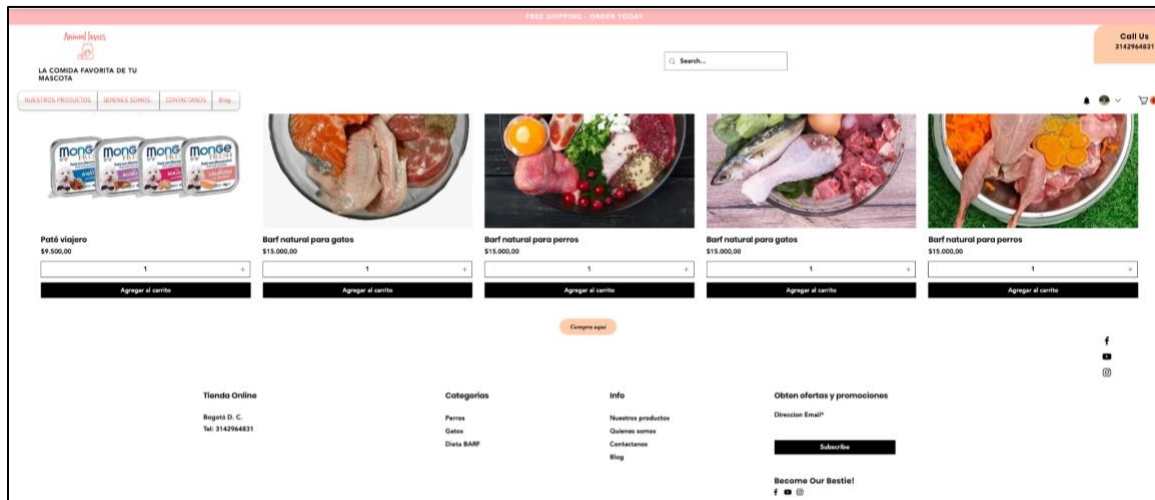 FREE SHIPPING - ORDER TODAY
Animal lovers
LA COMIDA FAVORITA DE TU
MASCOTA
Search...
Call Us
3142964831
NUESTROS PRODUCTOS QUIENES SOMOS CONTACTANOS Blog
MONGE MONGE MONGE MONGE
Paté viajero
$9.500,00
1 +
Agregar al carrito
Barf natural para gatos
$15.000,00
1 +
Agregar al carrito
Barf natural para perros
$15.000,00
1 +
Agregar al carrito
Barf natural para gatos
$15.000,00
1 +
Agregar al carrito
Barf natural para perros
$15.000,00
1 +
Agregar al carrito
Compra aquí
Tienda Online
Bogotá D. C.
Tel: 3142964831
Categorias
Perros
Gatos
Dieta BARF
Info
Nuestros productos
Quienes somos
Contactanos
Blog
Obten ofertas y promociones
Direccion Email*
Subscribe
Become Our Bestie!